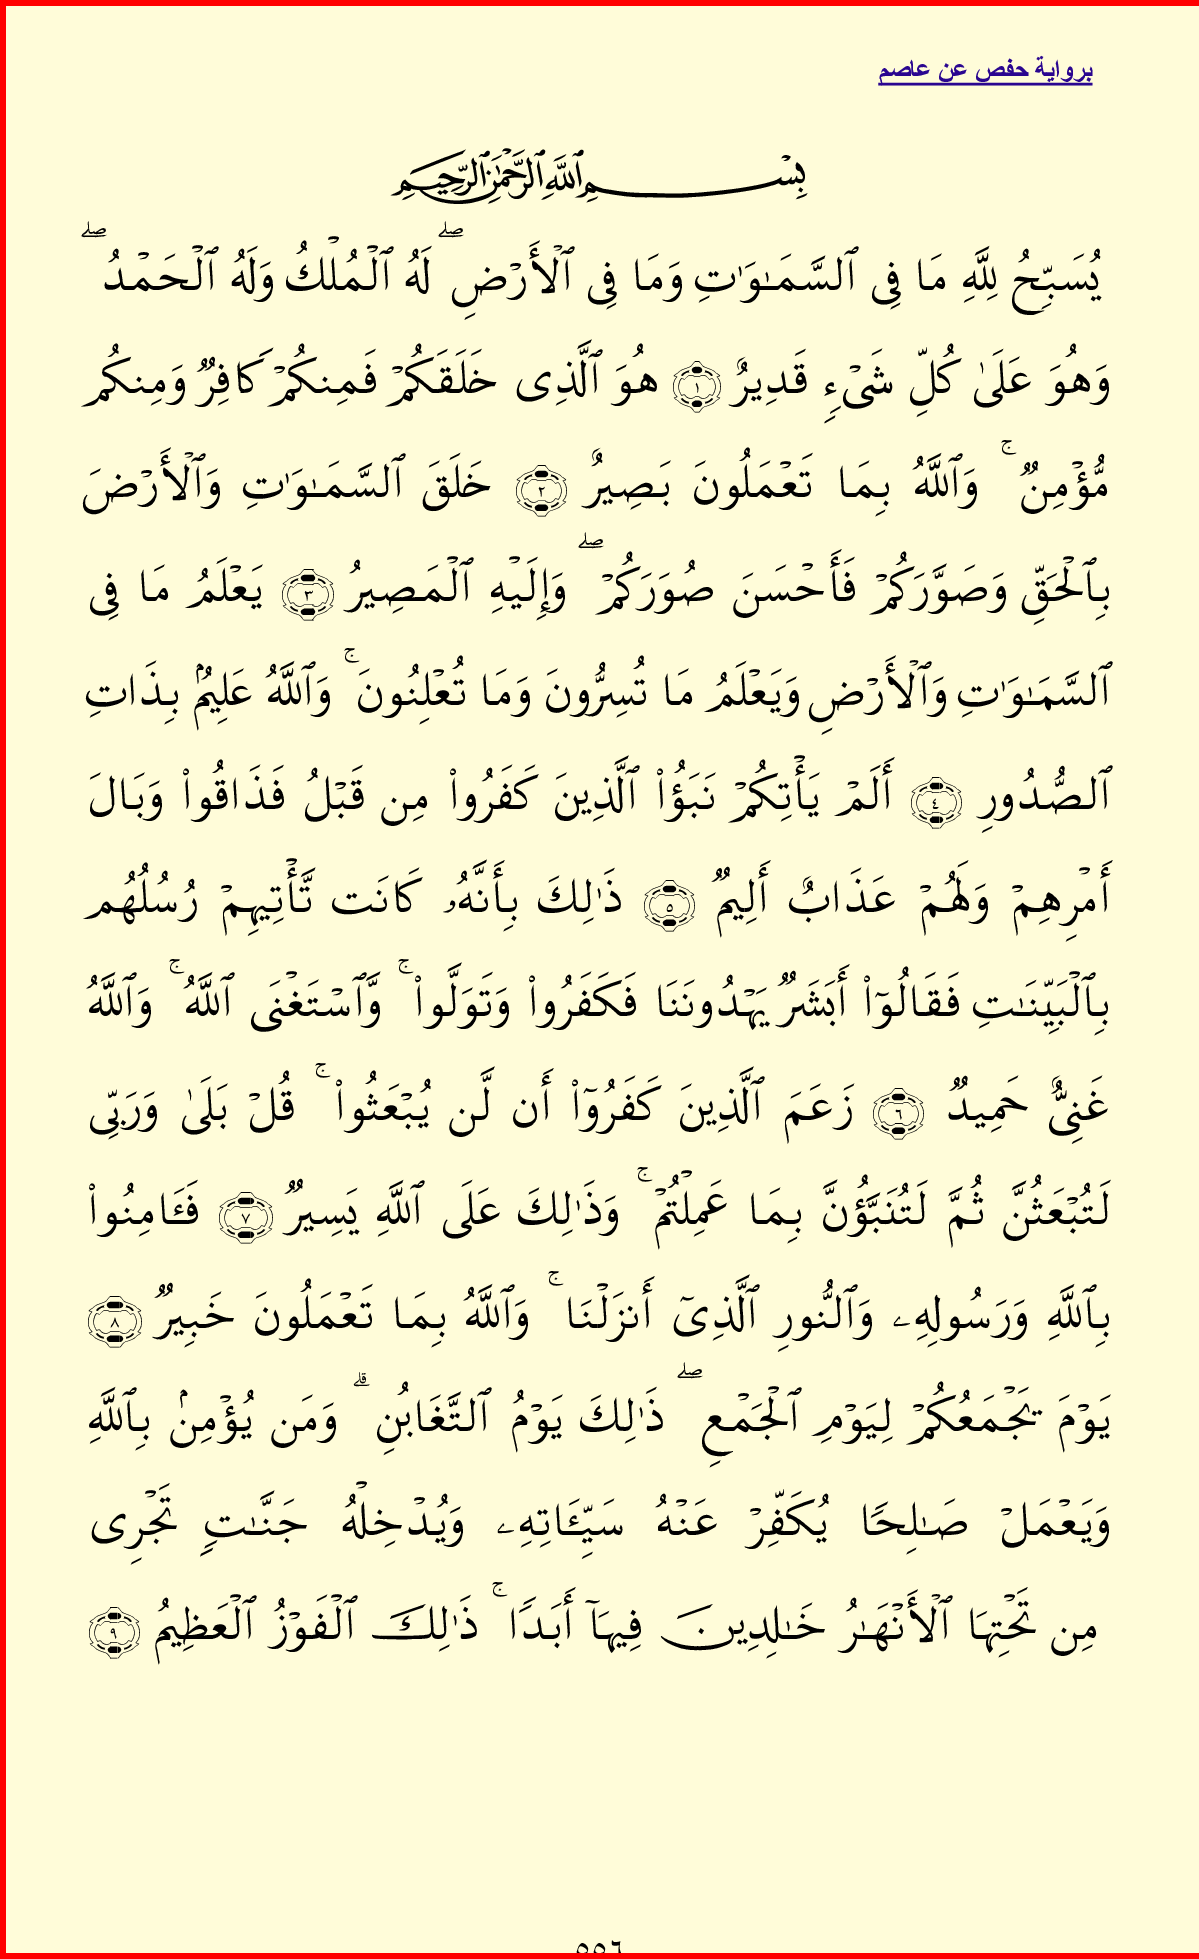 برواية حفص عن عاصم
بِسۡمِ ٱللَّهِ ٱلرَّحۡمَٰنِ ٱلرَّحِيمِ
يُسَبِّحُ لِلَّهِ مَا فِى ٱلسَّمَـٰوَٰتِ وَمَا فِى ٱلۡأَرۡضِ ۖ لَهُ ٱلۡمُلۡكُ وَلَهُ ٱلۡحَمۡدُ ۖ
وَهُوَ عَلَىٰ كُلِّ شَىۡءٍ قَدِيرٌ ١ هُوَ ٱلَّذِى خَلَقَكُمۡ فَمِنكُمۡ كَافِرٌ وَمِنكُم
مُّؤۡمِنٌ ۚ وَٱللَّهُ بِمَا تَعۡمَلُونَ بَصِيرٌ ٢ خَلَقَ ٱلسَّمَـٰوَٰتِ وَٱلۡأَرۡضَ
بِٱلۡحَقِّ وَصَوَّرَكُمۡ فَأَحۡسَنَ صُوَرَكُمۡ ۖ وَإِلَيۡهِ ٱلۡمَصِيرُ ٣ يَعۡلَمُ مَا فِى
ٱلسَّمَـٰوَٰتِ وَٱلۡأَرۡضِ وَيَعۡلَمُ مَا تُسِرُّونَ وَمَا تُعۡلِنُونَ ۚ وَٱللَّهُ عَلِيمُۢ بِذَاتِ
ٱلصُّدُورِ ٤ أَلَمۡ يَأۡتِكُمۡ نَبَؤُا۟ ٱلَّذِينَ كَفَرُوا۟ مِن قَبۡلُ فَذَاقُوا۟ وَبَالَ
أَمۡرِهِمۡ وَلَهُمۡ عَذَابٌ أَلِيمٌ ٥ ذَٰلِكَ بِأَنَّهُۥ كَانَت تَّأۡتِيهِمۡ رُسُلُهُم
بِٱلۡبَيِّنَـٰتِ فَقَالُوٓا۟ أَبَشَرٌ يَهۡدُونَنَا فَكَفَرُوا۟ وَتَوَلَّوا۟ ۚ وَّٱسۡتَغۡنَى ٱللَّهُ ۚ وَٱللَّهُ
غَنِىٌّ حَمِيدٌ ٦ زَعَمَ ٱلَّذِينَ كَفَرُوٓا۟ أَن لَّن يُبۡعَثُوا۟ ۚ قُلۡ بَلَىٰ وَرَبِّى
لَتُبۡعَثُنَّ ثُمَّ لَتُنَبَّؤُنَّ بِمَا عَمِلۡتُمۡ ۚ وَذَٰلِكَ عَلَى ٱللَّهِ يَسِيرٌ ٧ فَـَٔامِنُوا۟
بِٱللَّهِ وَرَسُولِهِۦ وَٱلنُّورِ ٱلَّذِىٓ أَنزَلۡنَا ۚ وَٱللَّهُ بِمَا تَعۡمَلُونَ خَبِيرٌ ٨
يَوۡمَ يَجۡمَعُكُمۡ لِيَوۡمِ ٱلۡجَمۡعِ ۖ ذَٰلِكَ يَوۡمُ ٱلتَّغَابُنِ ۗ وَمَن يُؤۡمِنۢ بِٱللَّهِ
وَيَعۡمَلۡ صَـٰلِحًا يُكَفِّرۡ عَنۡهُ سَيِّـَٔاتِهِۦ وَيُدۡخِلۡهُ جَنَّـٰتٍ تَجۡرِى
مِن تَحۡتِهَا ٱلۡأَنۡهَـٰرُ خَـٰلِدِينَ فِيهَآ أَبَدًا ۚ ذَٰلِكَ ٱلۡفَوۡزُ ٱلۡعَظِيمُ ٩
٥٥٦